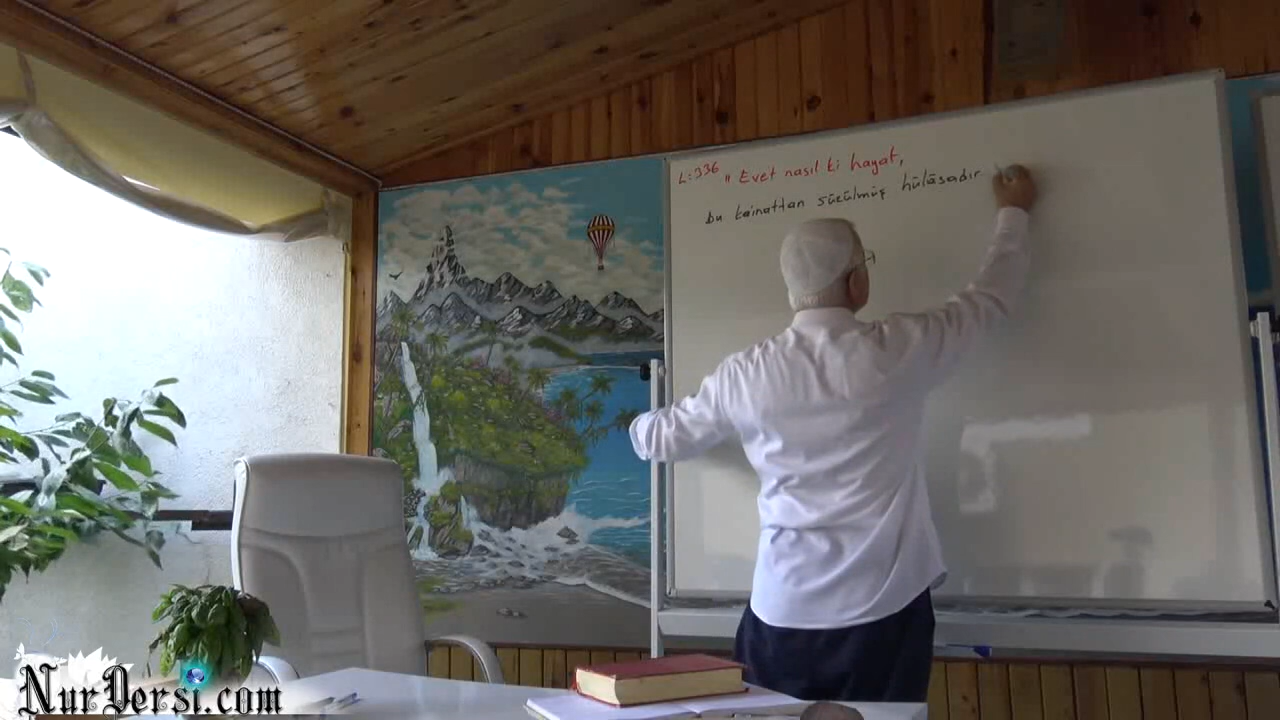 L:336 " Evet nasıl ki hayat,
bu kainattan süzülmüş hülâsadır
NurDersi.com